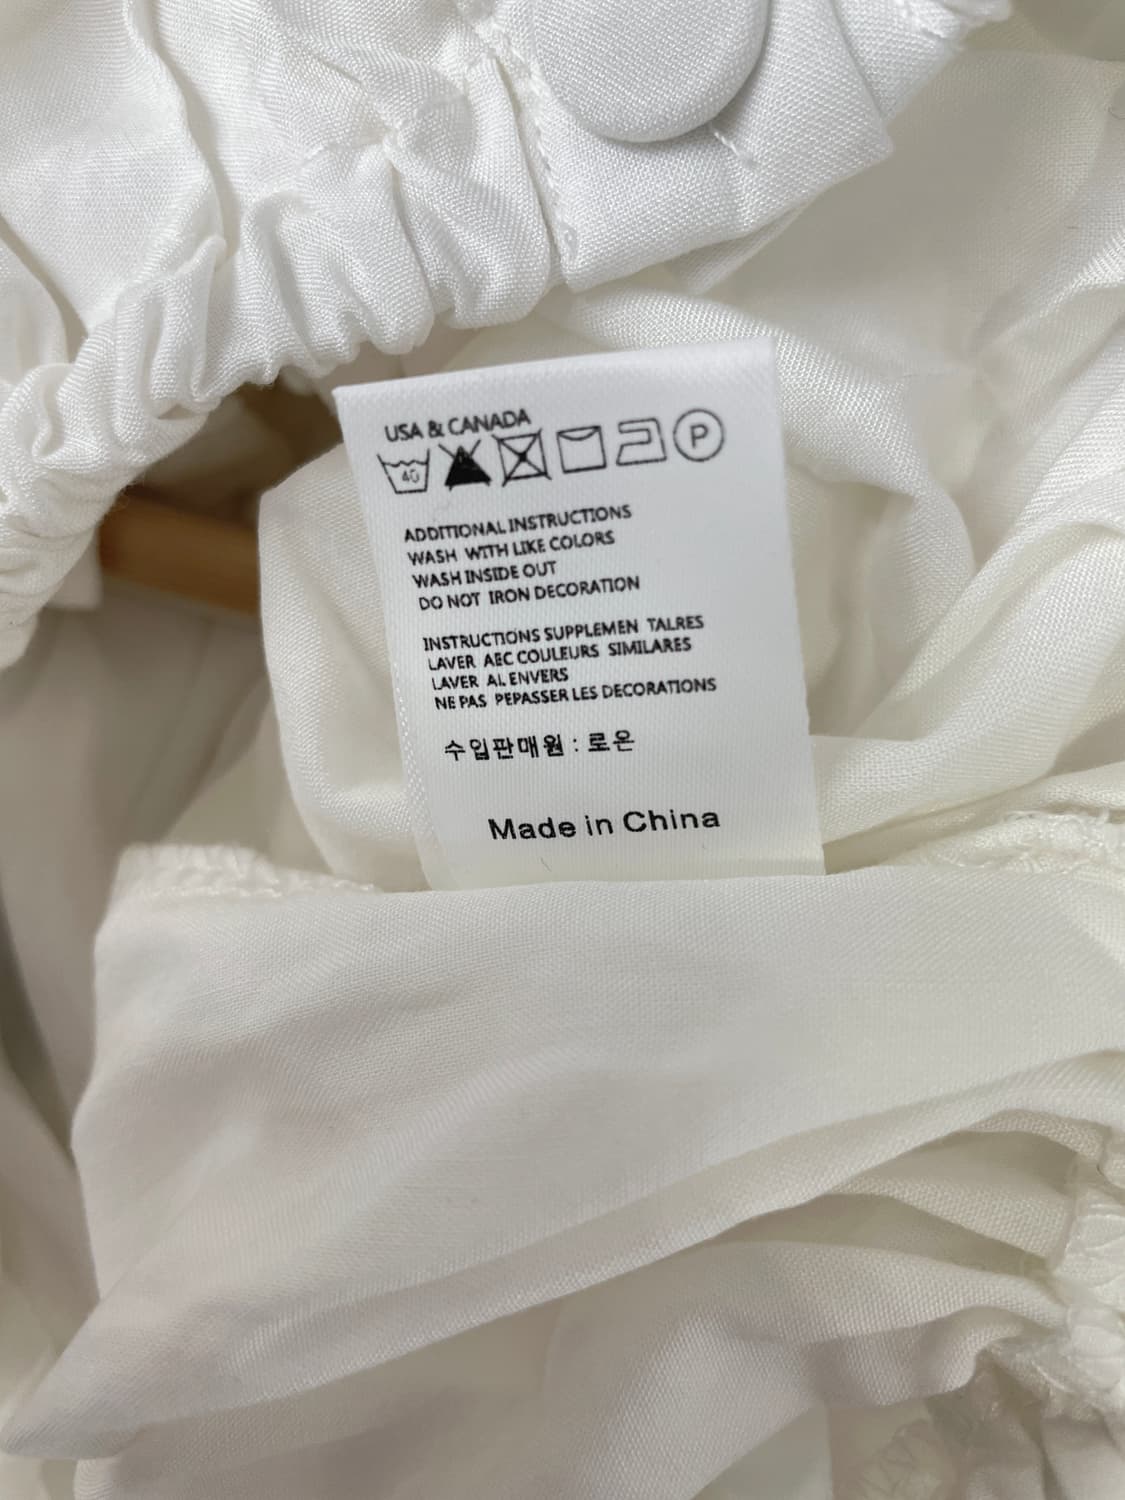 USA & CANADA
40 P
ADDITIONAL INSTRUCTIONS
WASH WITH LIKE COLORS
WASH INSIDE OUT
DO NOT IRON DECORATION
INSTRUCTIONS SUPPLEMEN TALRES
LAVER AEC COULEURS SIMILARES
LAVER AL ENVERS
NE PAS PEPASSER LES DECORATIONS
수입판매원 : 로온
Made in China